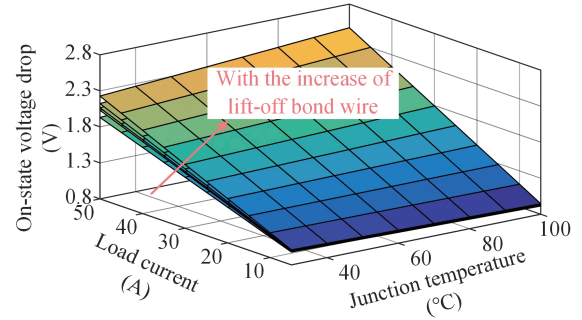 2.8
2.3
1.8
1.3
0.8
On-state voltage drop
(V)
With the increase of
lift-off bond wire
50
40
30
20
10
Load current
(A)
40
60
80
100
Junction temperature
(°C)